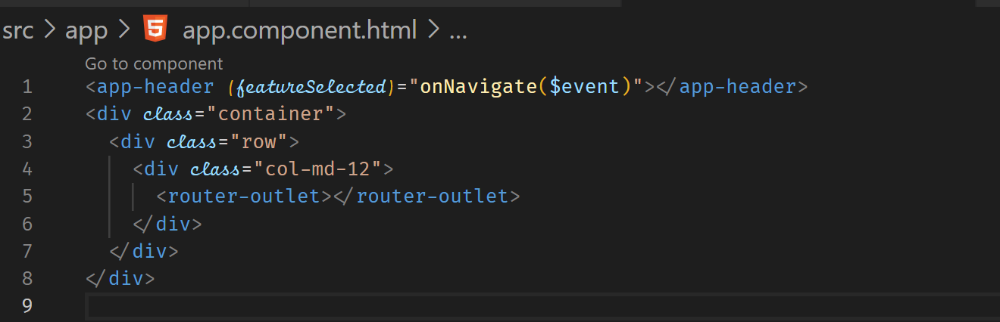 src > app > app.component.html > ...
Go to component
1 <app-header (featureSelected)="onNavigate($event)"></app-header>
2 <div class="container">
3   <div class="row">
4     <div class="col-md-12">
5       <router-outlet></router-outlet>
6     </div>
7   </div>
8 </div>
9